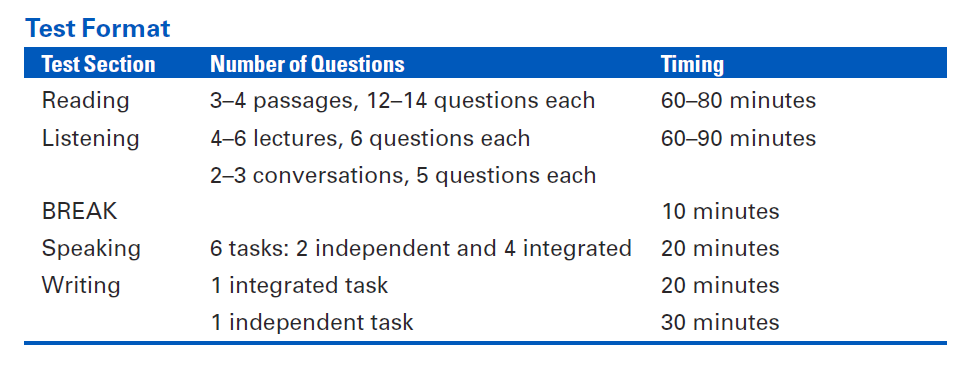 Test Format
Test Section Number of Questions Timing
Reading 3–4 passages, 12–14 questions each 60–80 minutes
Listening 4–6 lectures, 6 questions each 60–90 minutes
2–3 conversations, 5 questions each
BREAK 10 minutes
Speaking 6 tasks: 2 independent and 4 integrated 20 minutes
Writing 1 integrated task 20 minutes
1 independent task 30 minutes